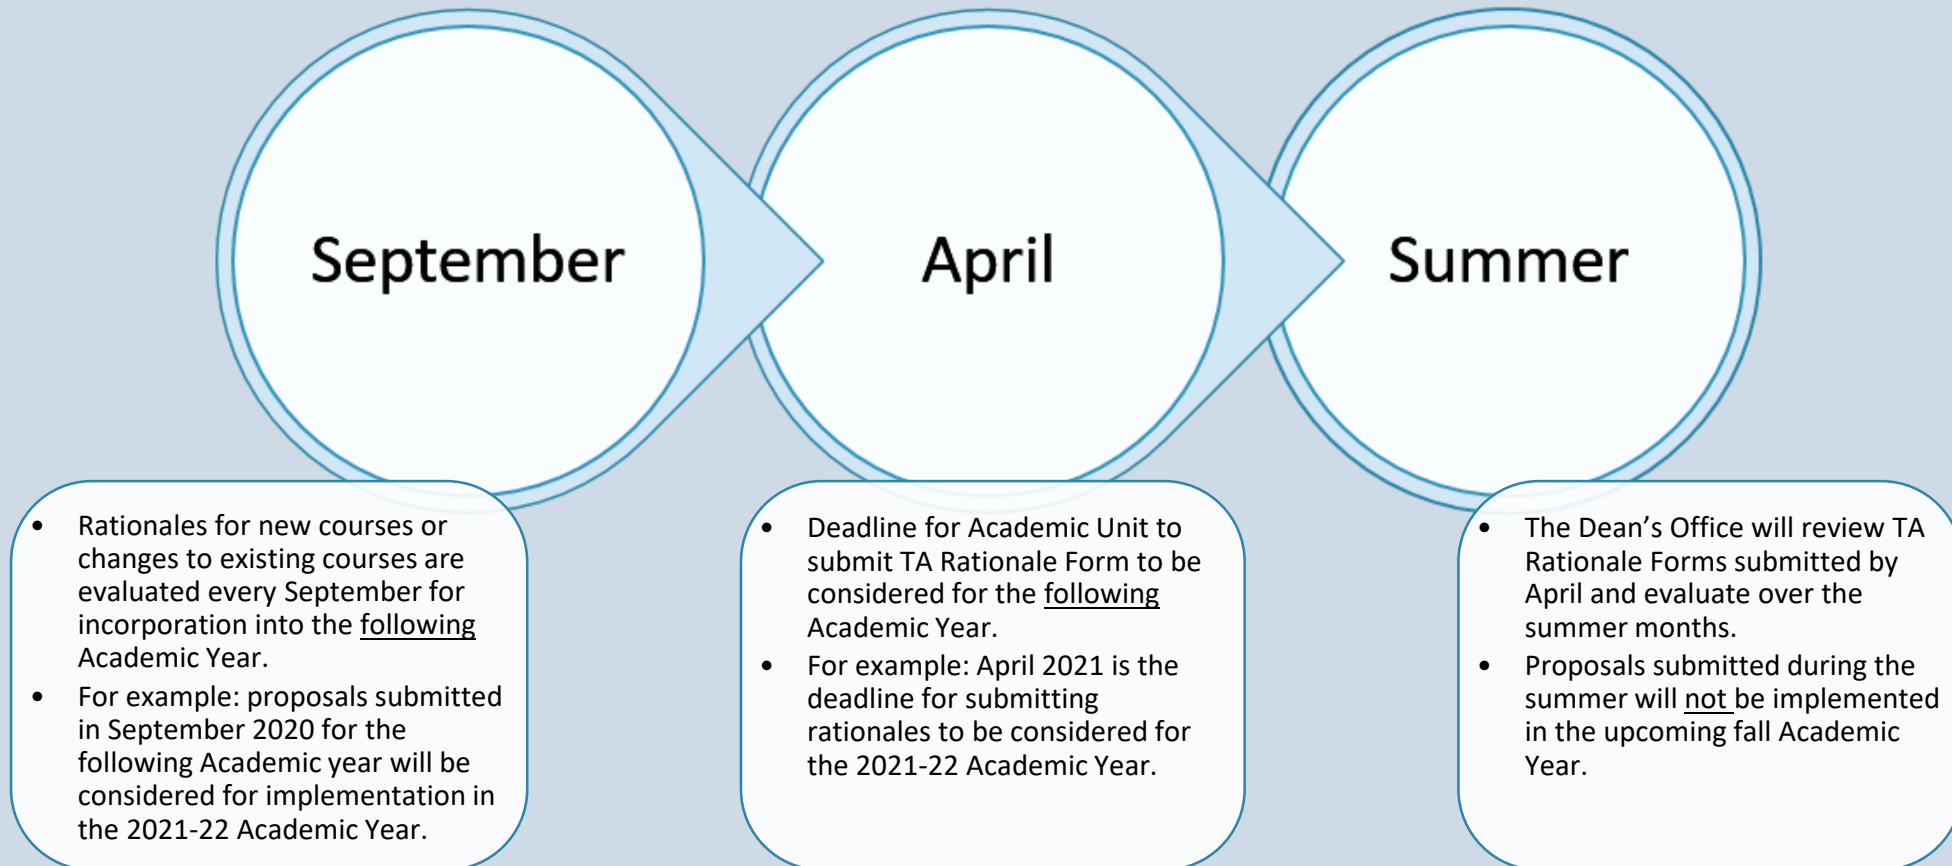 September
April
Summer
• Rationales for new courses or
changes to existing courses are
evaluated every September for
incorporation into the following
Academic Year.
• For example: proposals submitted
in September 2020 for the
following Academic year will be
considered for implementation in
the 2021-22 Academic Year.
• Deadline for Academic Unit to
submit TA Rationale Form to be
considered for the following
Academic Year.
• For example: April 2021 is the
deadline for submitting
rationales to be considered for
the 2021-22 Academic Year.
• The Dean’s Office will review TA
Rationale Forms submitted by
April and evaluate over the
summer months.
• Proposals submitted during the
summer will not be implemented
in the upcoming fall Academic
Year.